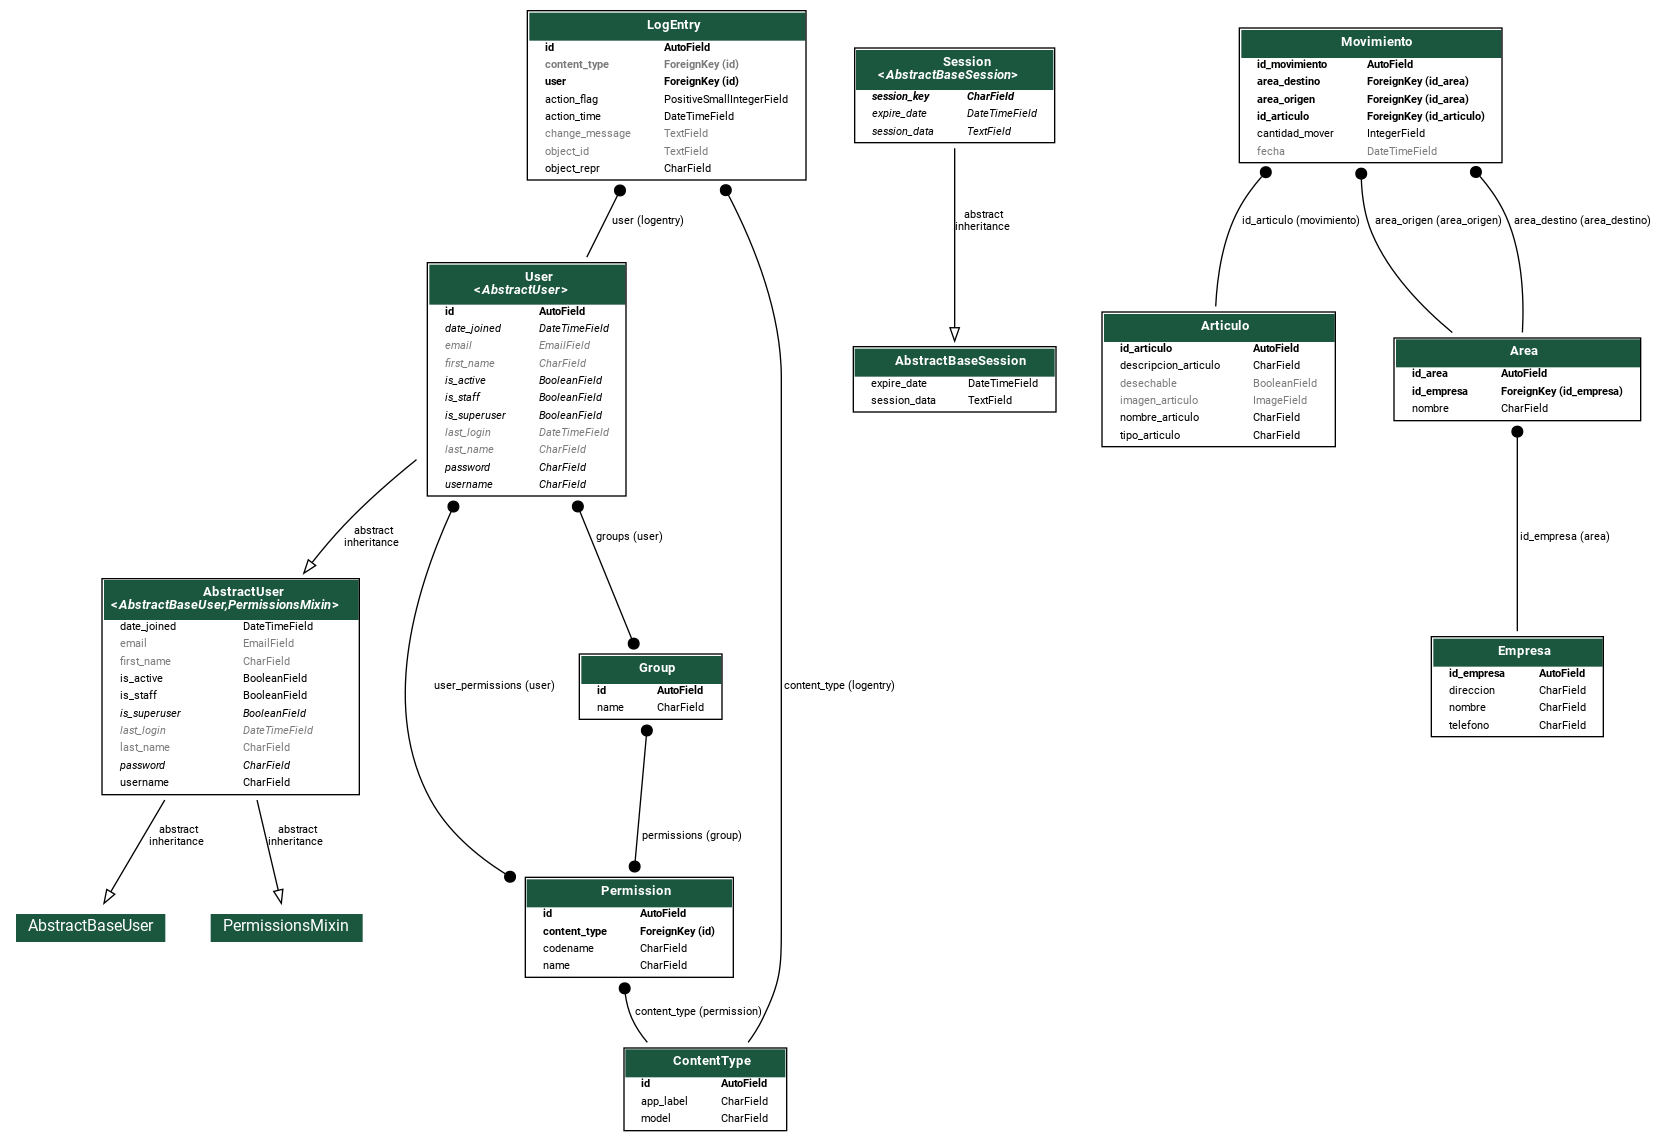 LogEntry
id AutoField
content_type ForeignKey (id)
user ForeignKey (id)
action_flag PositiveSmallIntegerField
action_time DateTimeField
change_message TextField
object_id TextField
object_repr CharField
Session
<AbstractBaseSession>
session_key CharField
expire_date DateTimeField
session_data TextField
Movimiento
id_movimiento AutoField
area_destino ForeignKey (id_area)
area_origen ForeignKey (id_area)
id_articulo ForeignKey (id_articulo)
cantidad_mover IntegerField
fecha DateTimeField
user (logentry)
abstract
inheritance
id_articulo (movimiento)
area_origen (area_origen)
area_destino (area_destino)
User
<AbstractUser>
id AutoField
date_joined DateTimeField
email EmailField
first_name CharField
is_active BooleanField
is_staff BooleanField
is_superuser BooleanField
last_login DateTimeField
last_name CharField
password CharField
username CharField
AbstractBaseSession
expire_date DateTimeField
session_data TextField
Articulo
id_articulo AutoField
descripcion_articulo CharField
desechable BooleanField
imagen_articulo ImageField
nombre_articulo CharField
tipo_articulo CharField
Area
id_area AutoField
id_empresa ForeignKey (id_empresa)
nombre CharField
abstract
inheritance
groups (user)
id_empresa (area)
AbstractUser
<AbstractBaseUser,PermissionsMixin>
date_joined DateTimeField
email EmailField
first_name CharField
is_active BooleanField
is_staff BooleanField
is_superuser BooleanField
last_login DateTimeField
last_name CharField
password CharField
username CharField
user_permissions (user)
Group
id AutoField
name CharField
content_type (logentry)
Empresa
id_empresa AutoField
direccion CharField
nombre CharField
telefono CharField
abstract
inheritance
abstract
inheritance
permissions (group)
AbstractBaseUser
PermissionsMixin
Permission
id AutoField
content_type ForeignKey (id)
codename CharField
name CharField
content_type (permission)
ContentType
id AutoField
app_label CharField
model CharField